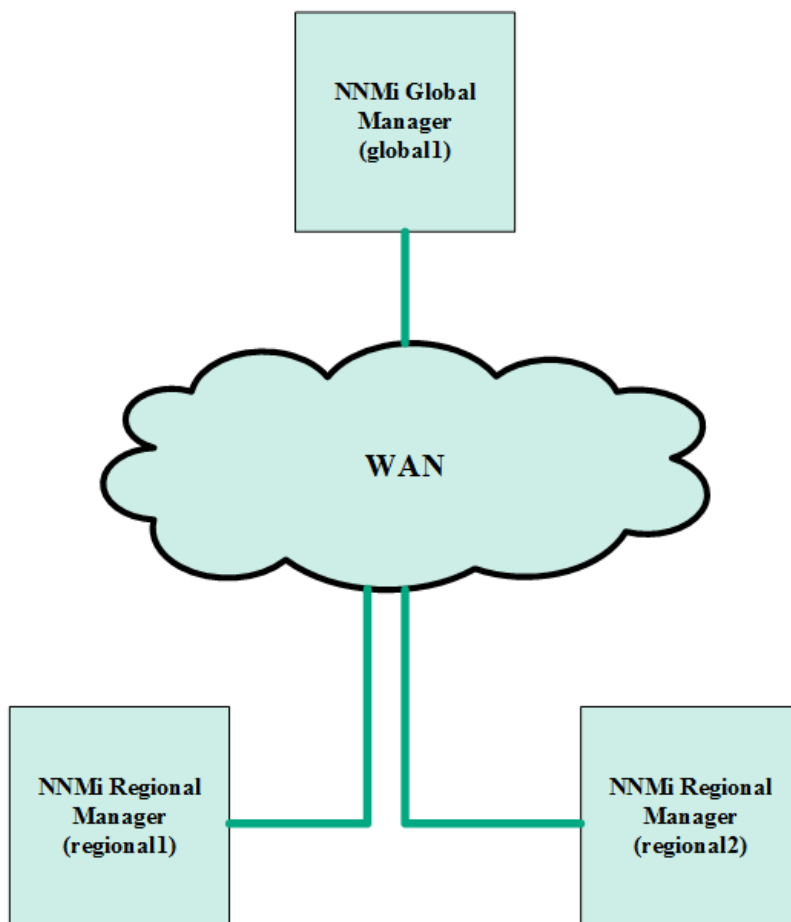 NNMi Global
Manager
(global1)
WAN
NNMi Regional
Manager
(regional1)
NNMi Regional
Manager
(regional2)